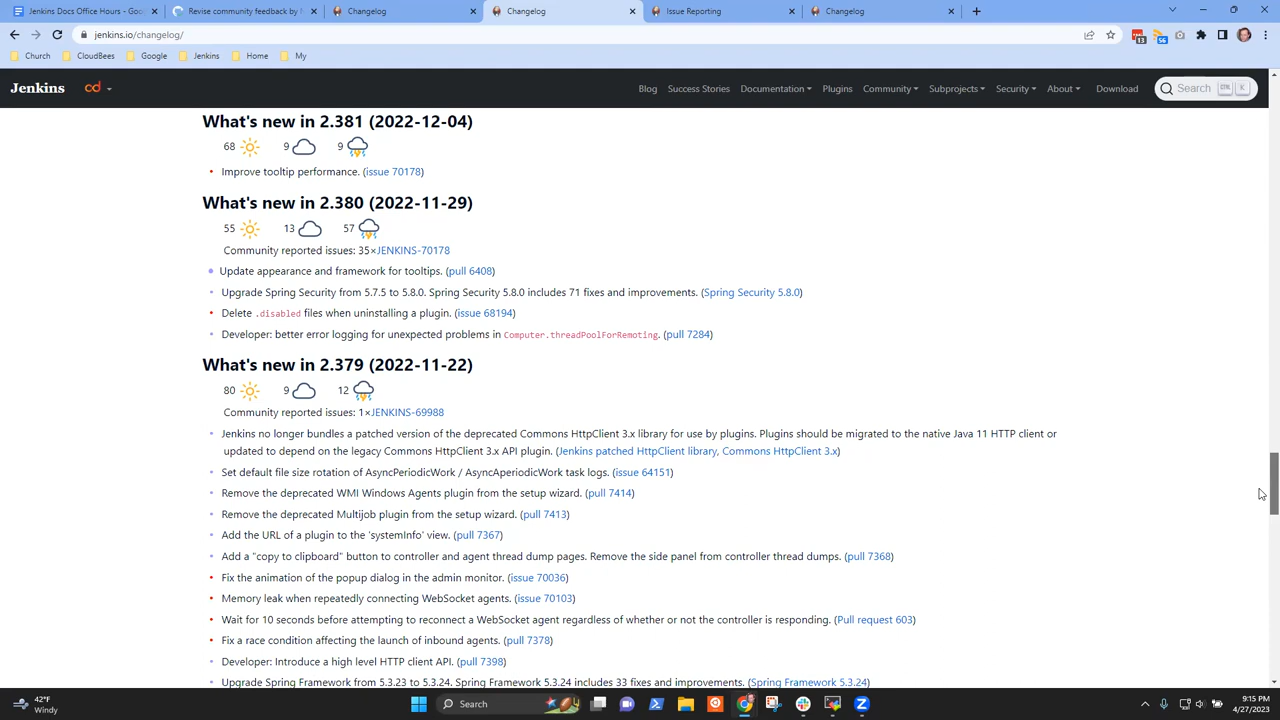 Jenkins Docs Office Hours - Goo
Revise community feedback by M
Changelog
Changelog
Issue Reporting
Changelog
jenkins.io/changelog/
13
56
Church
CloudBees
Google
Jenkins
Home
My
Jenkins
cd
Blog
Success Stories
Documentation
Plugins
Community
Subprojects
Security
About
Download
Search
CTRL
K
What's new in 2.381 (2022-12-04)
68
9
9
Improve tooltip performance. (issue 70178)
What's new in 2.380 (2022-11-29)
55
13
57
Community reported issues: 35×JENKINS-70178
Update appearance and framework for tooltips. (pull 6408)
Upgrade Spring Security from 5.7.5 to 5.8.0. Spring Security 5.8.0 includes 71 fixes and improvements. (Spring Security 5.8.0)
Delete .disabled files when uninstalling a plugin. (issue 68194)
Developer: better error logging for unexpected problems in Computer.threadPoolForRemoting. (pull 7284)
What's new in 2.379 (2022-11-22)
80
9
12
Community reported issues: 1×JENKINS-69988
Jenkins no longer bundles a patched version of the deprecated Commons HttpClient 3.x library for use by plugins. Plugins should be migrated to the native Java 11 HTTP client or
updated to depend on the legacy Commons HttpClient 3.x API plugin. (Jenkins patched HttpClient library, Commons HttpClient 3.x)
Set default file size rotation of AsyncPeriodicWork / AsyncAperiodicWork task logs. (issue 64151)
Remove the deprecated WMI Windows Agents plugin from the setup wizard. (pull 7414)
Remove the deprecated Multijob plugin from the setup wizard. (pull 7413)
Add the URL of a plugin to the 'systemInfo' view. (pull 7367)
Add a "copy to clipboard" button to controller and agent thread dump pages. Remove the side panel from controller thread dumps. (pull 7368)
Fix the animation of the popup dialog in the admin monitor. (issue 70036)
Memory leak when repeatedly connecting WebSocket agents. (issue 70103)
Wait for 10 seconds before attempting to reconnect a WebSocket agent regardless of whether or not the controller is responding. (Pull request 603)
Fix a race condition affecting the launch of inbound agents. (pull 7378)
Developer: Introduce a high level HTTP client API. (pull 7398)
Upgrade Spring Framework from 5.3.23 to 5.3.24. Spring Framework 5.3.24 includes 33 fixes and improvements. (Spring Framework 5.3.24)
42°F
Windy
Search
9:15 PM
4/27/2023